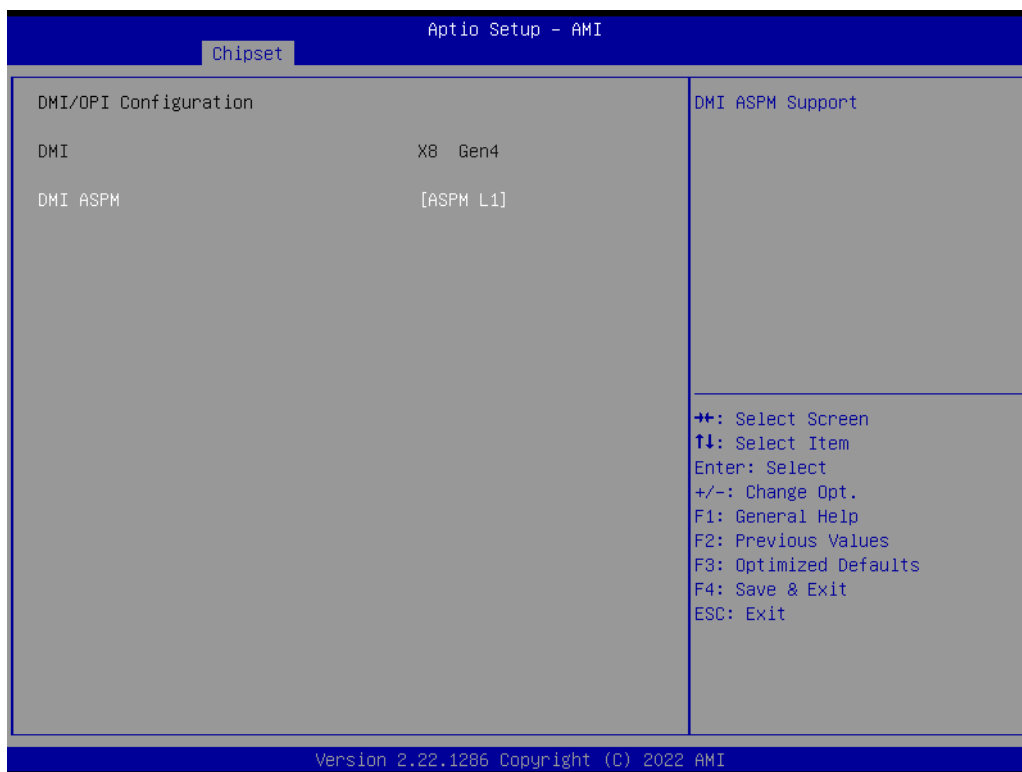 Aptio Setup – AMI
Chipset
DMI/OPI Configuration
DMI X8 Gen4
DMI ASPM [ASPM L1]
DMI ASPM Support
→←: Select Screen
↑↓: Select Item
Enter: Select
+/-: Change Opt.
F1: General Help
F2: Previous Values
F3: Optimized Defaults
F4: Save & Exit
ESC: Exit
Version 2.22.1286 Copyright (C) 2022 AMI